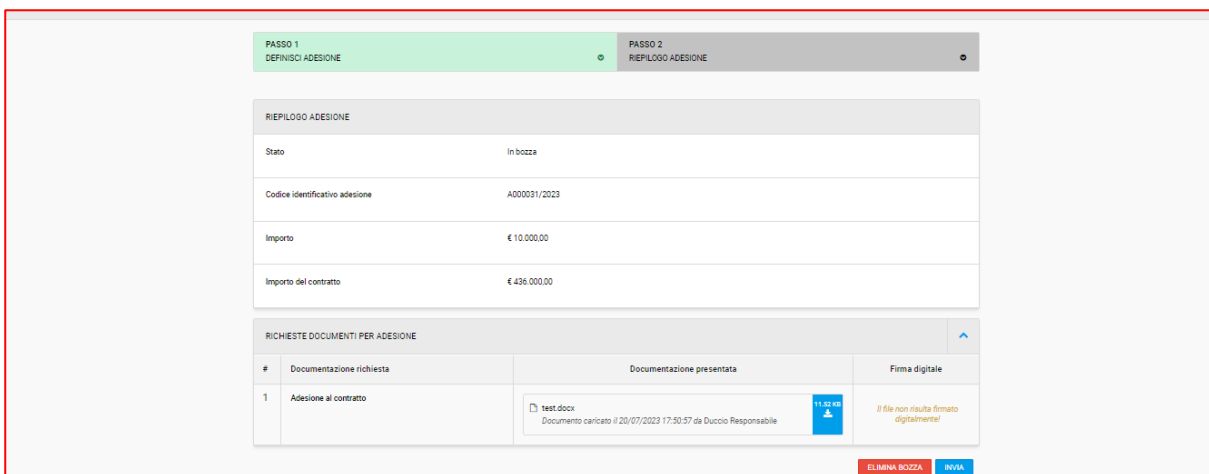 PASSO 1
DEFINISCI ADESIONE
PASSO 2
RIEPILOGO ADESIONE
RIEPILOGO ADESIONE
Stato In bozza
Codice identificativo adesione A000031/2023
Importo € 10.000,00
Importo del contratto € 436.000,00
RICHIESTE DOCUMENTI PER ADESIONE
# Documentazione richiesta Documentazione presentata Firma digitale
1 Adesione al contratto
test.docx
Documento caricato il 20/07/2023 17:50:57 da Duccio Responsabile
11.52 KB
Il file non risulta firmato
digitalmente!
ELIMINA BOZZA INVIA